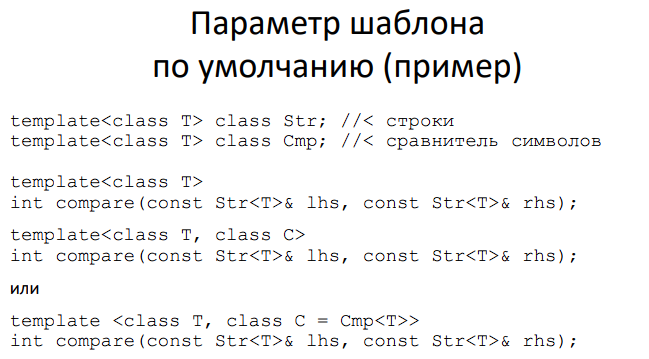 Параметр шаблона
по умолчанию (пример)
template<class T> class Str; //< строки
template<class T> class Cmp; //< сравнитель символов
template<class T>
int compare(const Str<T>& lhs, const Str<T>& rhs);
template<class T, class C>
int compare(const Str<T>& lhs, const Str<T>& rhs);
или
template <class T, class C = Cmp<T>>
int compare(const Str<T>& lhs, const Str<T>& rhs);